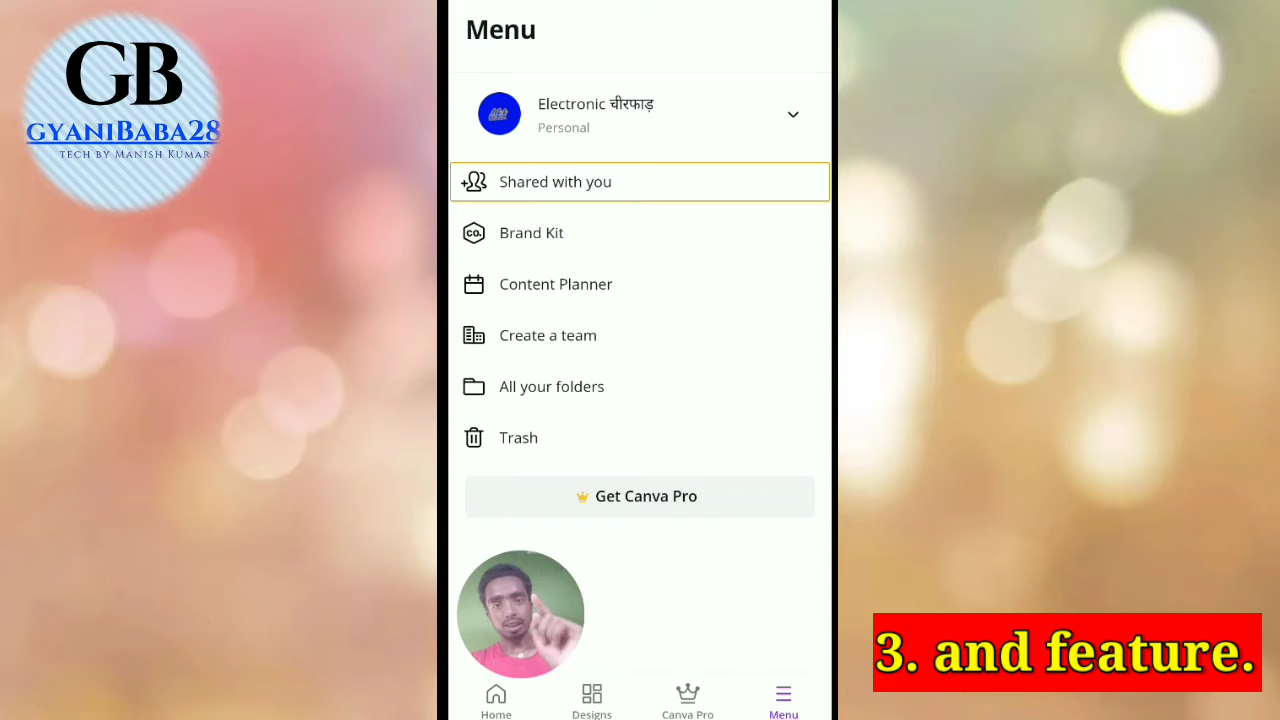 GB
GYANIBABA28
TECH BY MANISH KUMAR
Menu
Electronic चीरफाड़
Personal
Shared with you
CO.
Brand Kit
Content Planner
Create a team
All your folders
Trash
Get Canva Pro
Home
Designs
Canva Pro
Menu
3. and feature.